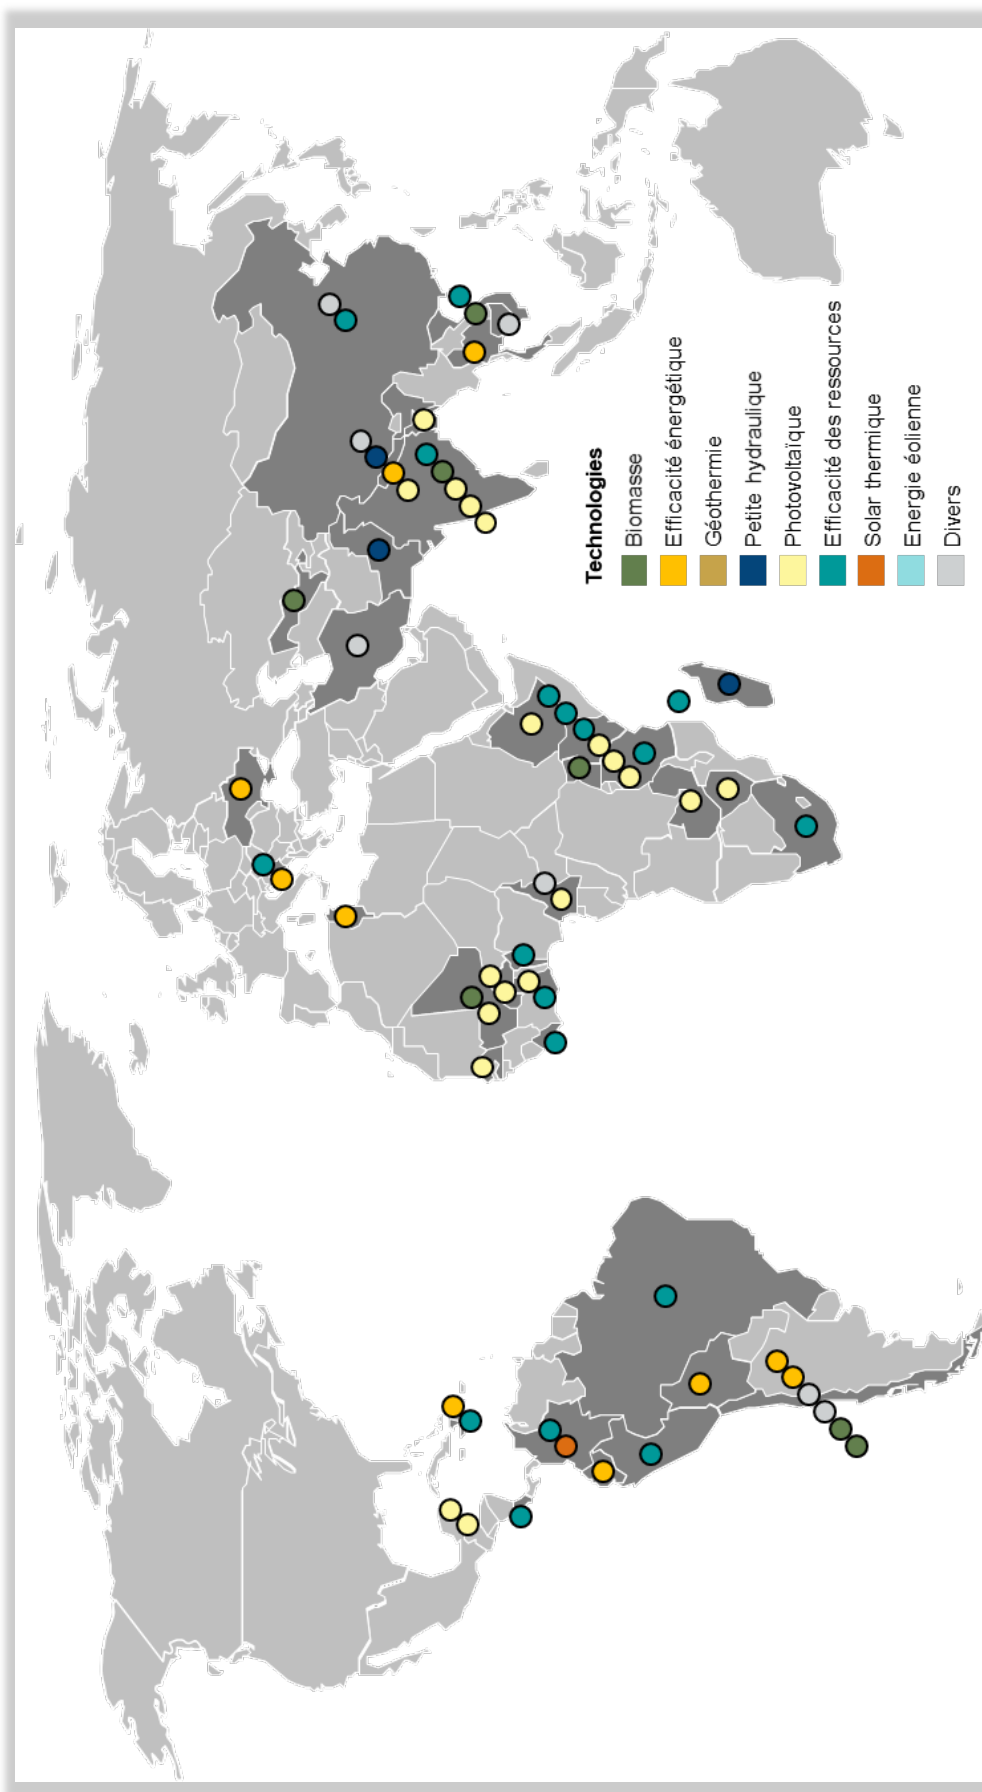 Technologies
Biomasse
Efficacité énergétique
Géothermie
Petite hydraulique
Photovoltaïque
Efficacité des ressources
Solar thermique
Energie éolienne
Divers